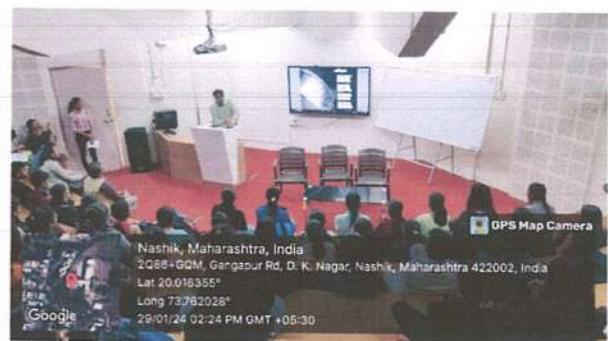 GPS Map Camera
Nashik, Maharashtra, India
2Q86+GQM, Gangapur Rd, D. K. Nagar, Nashik, Maharashtra 422002, India
Lat 20.016355°
Long 73.762028°
29/01/24 02:24 PM GMT +05:30
Google